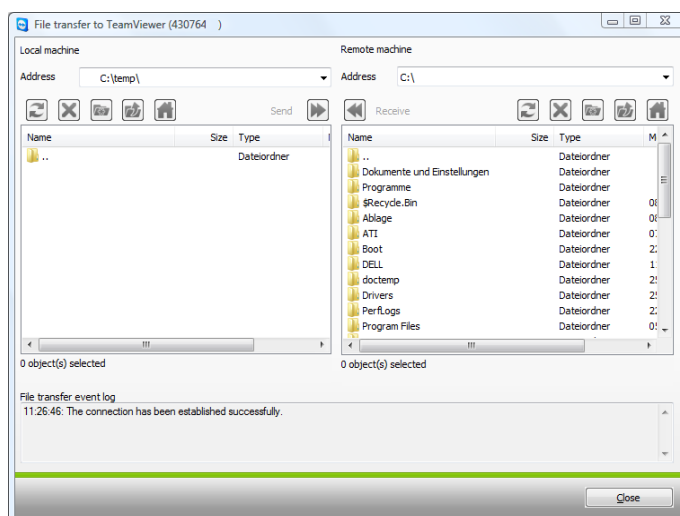 File transfer to TeamViewer (430764 )
Local machine
Address C:\temp\
Send
Name Size Type
.. Dateiordner
0 object(s) selected
Remote machine
Address C:\
Receive
Name Size Type M
.. Dateiordner
Dokumente und Einstellungen Dateiordner
Programme Dateiordner
$Recycle.Bin Dateiordner 08
Ablage Dateiordner 08
ATI Dateiordner
Boot Dateiordner
DELL Dateiordner
doctemp Dateiordner
Drivers Dateiordner
PerfLogs Dateiordner
Program Files Dateiordner
0 object(s) selected
File transfer event log
11:26:46: The connection has been established successfully.
Close